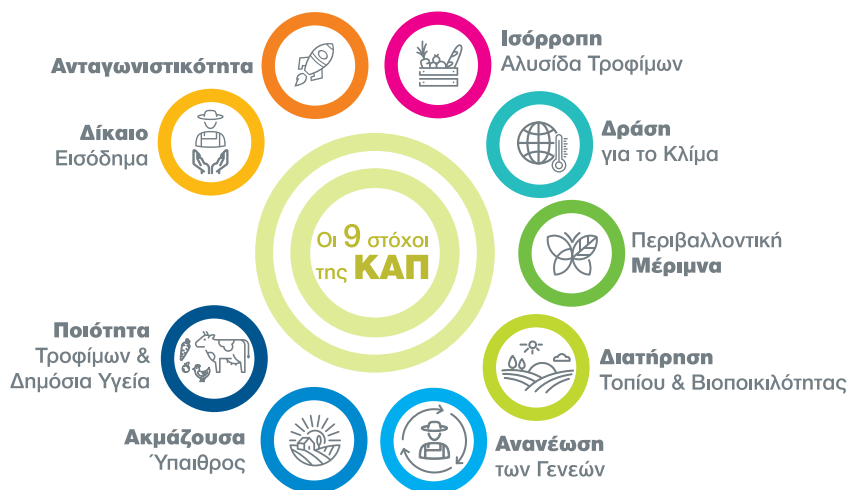 Οι 9 στόχοι
της ΚΑΠ
Δίκαιο
Εισόδημα
Ανταγωνιστικότητα
Ισόρροπη
Αλυσίδα Τροφίμων
Δράση
για το Κλίμα
Περιβαλλοντική
Μέριμνα
Διατήρηση
Τοπίου & Βιοποικιλότητας
Ανανέωση
των Γενεών
Ακμάζουσα
Ύπαιθρος
Ποιότητα
Τροφίμων &
Δημόσια Υγεία